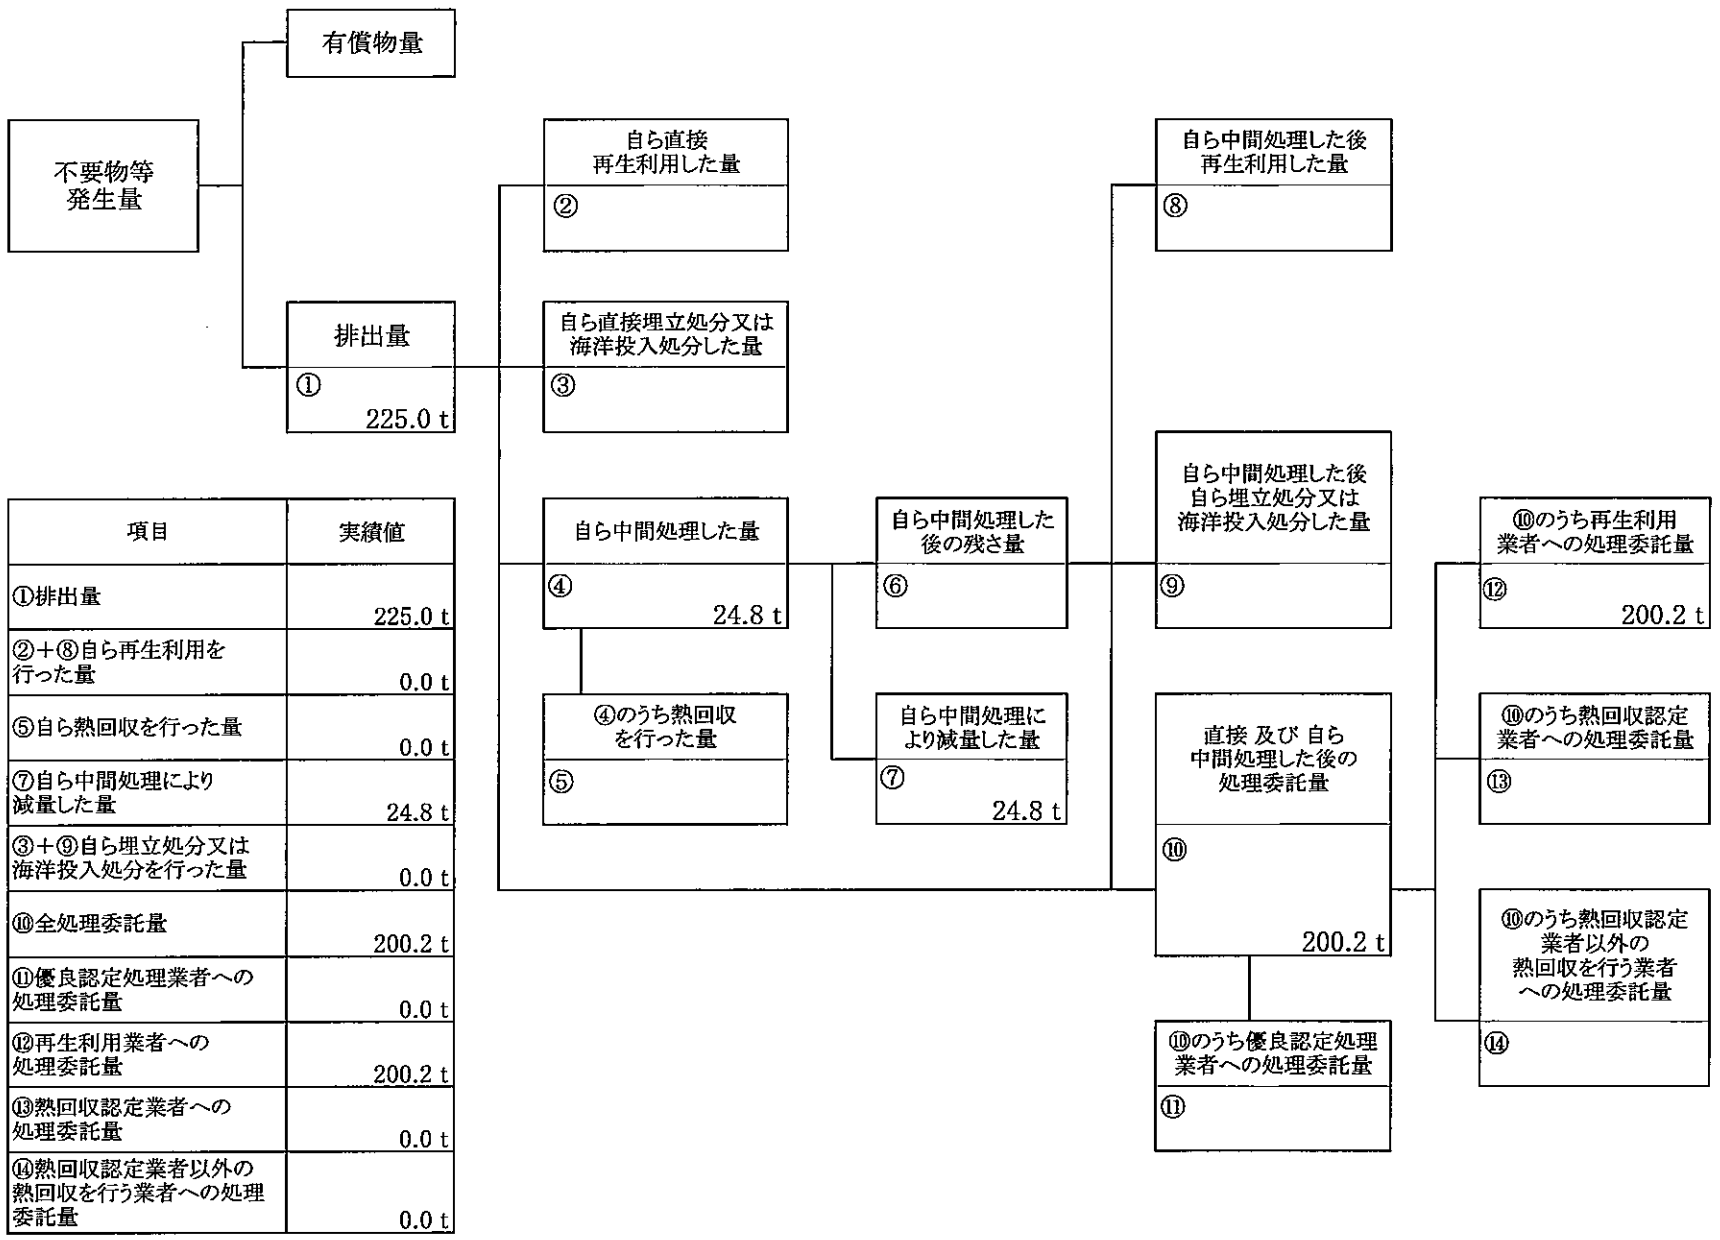 有償物量
不要物等
発生量
自ら直接
再生利用した量
②
自ら中間処理した後
再生利用した量
⑧
排出量
①
225.0 t
自ら直接埋立処分又は
海洋投入処分した量
③
自ら中間処理した量
④
24.8 t
自ら中間処理した
後の残さ量
⑥
自ら中間処理した後
自ら埋立処分又は
海洋投入処分した量
⑨
⑩のうち再生利用
業者への処理委託量
⑫
200.2 t
④のうち熱回収
を行った量
⑤
自ら中間処理に
より減量した量
⑦
24.8 t
直接 及び 自ら
中間処理した後の
処理委託量
⑩
200.2 t
⑩のうち熱回収認定
業者への処理委託量
⑬
⑩のうち熱回収認定
業者以外の
熱回収を行う業者
への処理委託量
⑭
⑩のうち優良認定処理
業者への処理委託量
⑪
項目 実績値
①排出量
225.0 t
②＋⑧自ら再生利用を
行った量
0.0 t
⑤自ら熱回収を行った量
0.0 t
⑦自ら中間処理により
減量した量
24.8 t
③＋⑨自ら埋立処分又は
海洋投入処分を行った量
0.0 t
⑩全処理委託量
200.2 t
⑪優良認定処理業者への
処理委託量
0.0 t
⑫再生利用業者への
処理委託量
200.2 t
⑬熱回収認定業者への
処理委託量
0.0 t
⑭熱回収認定業者以外の
熱回収を行う業者への処理
委託量
0.0 t